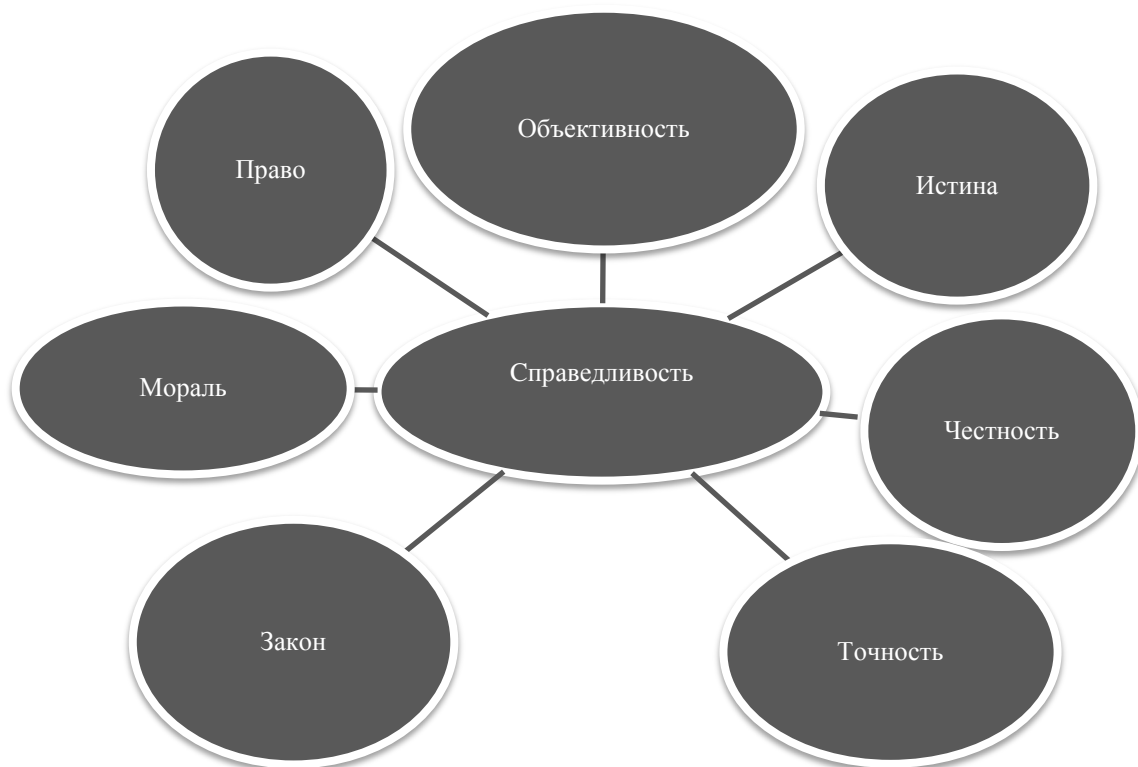 Объективность
Право
Истина
Справедливость
Мораль
Честность
Закон
Точность